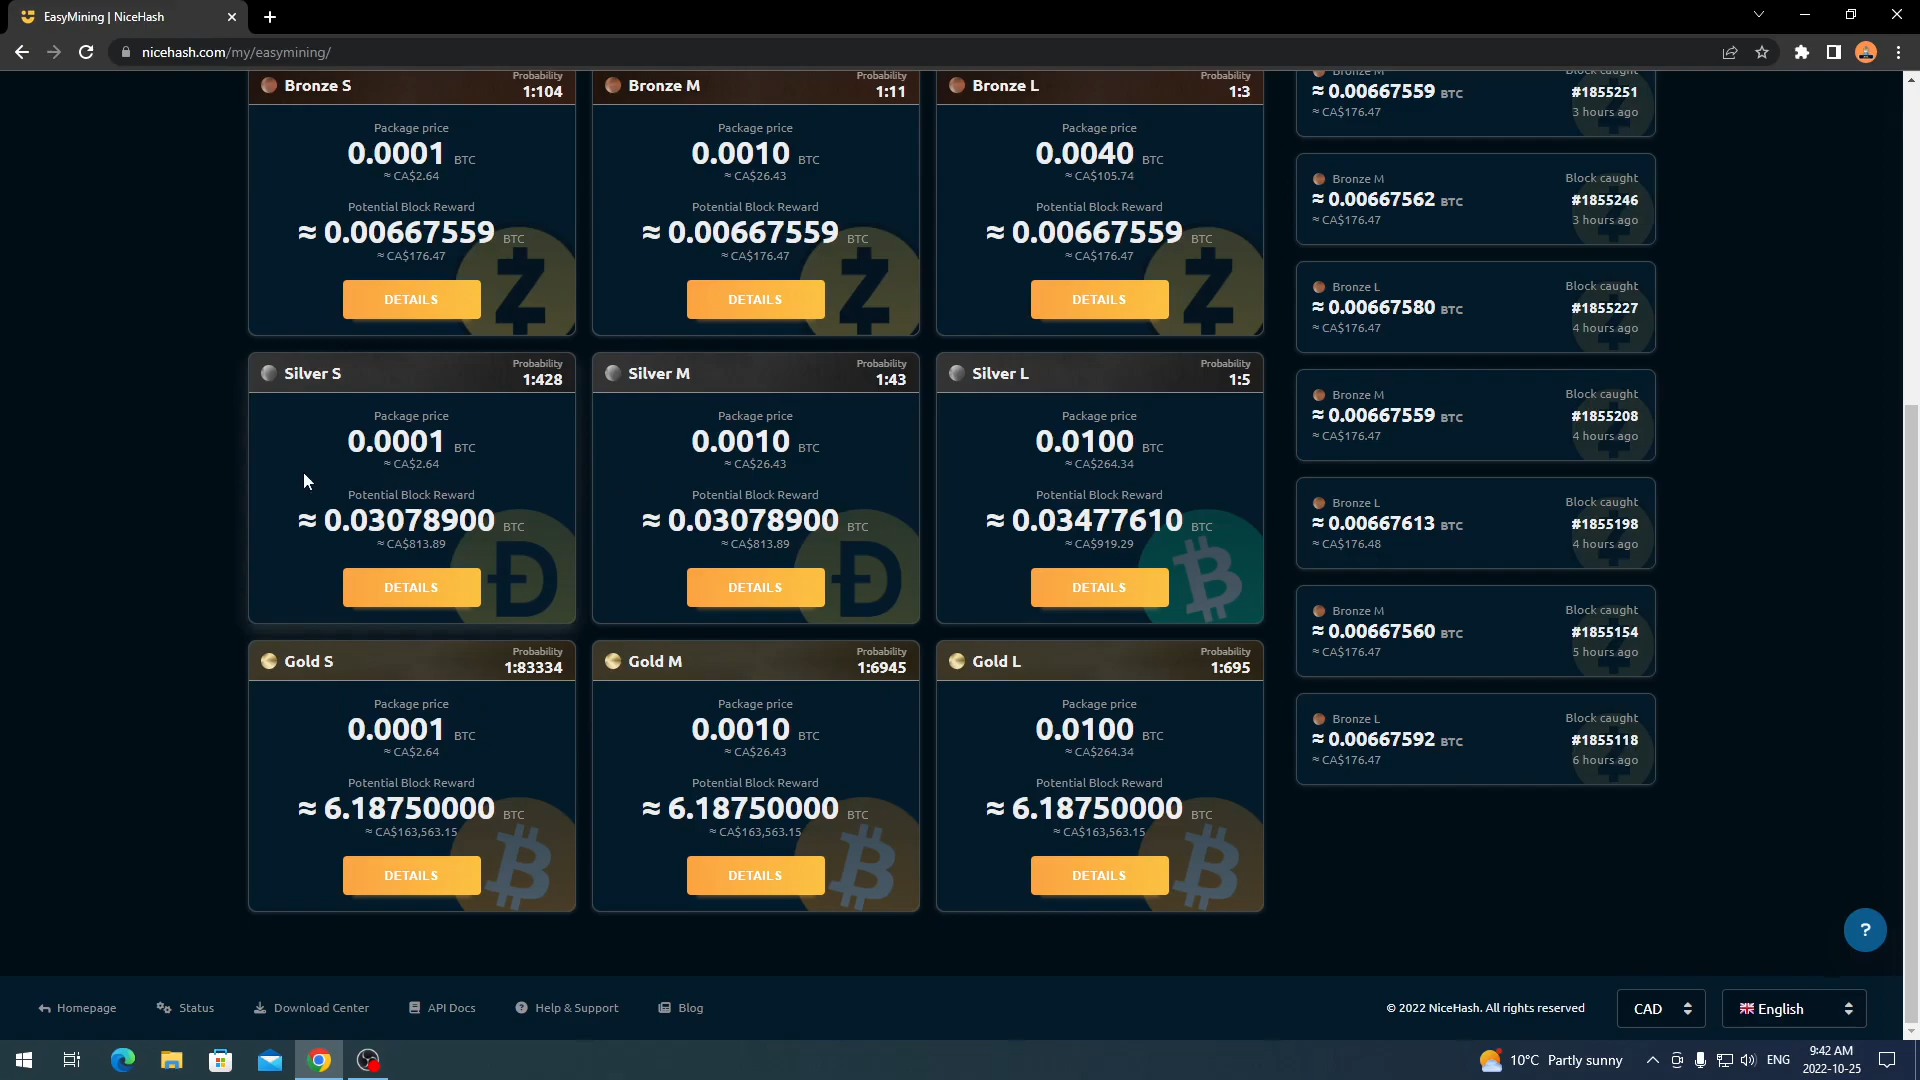 EasyMining | NiceHash
nicehash.com/my/easymining/
Bronze S
Probability
1:104
Package price
0.0001 BTC
≈ CA$2.64
Potential Block Reward
≈ 0.00667559 BTC
≈ CA$176.47
DETAILS
Bronze M
Probability
1:11
Package price
0.0010 BTC
≈ CA$26.43
Potential Block Reward
≈ 0.00667559 BTC
≈ CA$176.47
DETAILS
Bronze L
Probability
1:3
Package price
0.0040 BTC
≈ CA$105.74
Potential Block Reward
≈ 0.00667559 BTC
≈ CA$176.47
DETAILS
Silver S
Probability
1:428
Package price
0.0001 BTC
≈ CA$2.64
Potential Block Reward
≈ 0.03078900 BTC
≈ CA$813.89
DETAILS
Silver M
Probability
1:43
Package price
0.0010 BTC
≈ CA$26.43
Potential Block Reward
≈ 0.03078900 BTC
≈ CA$813.89
DETAILS
Silver L
Probability
1:5
Package price
0.0100 BTC
≈ CA$264.34
Potential Block Reward
≈ 0.03477610 BTC
≈ CA$919.29
DETAILS
Gold S
Probability
1:83334
Package price
0.0001 BTC
≈ CA$2.64
Potential Block Reward
≈ 6.18750000 BTC
≈ CA$163,563.15
DETAILS
Gold M
Probability
1:6945
Package price
0.0010 BTC
≈ CA$26.43
Potential Block Reward
≈ 6.18750000 BTC
≈ CA$163,563.15
DETAILS
Gold L
Probability
1:695
Package price
0.0100 BTC
≈ CA$264.34
Potential Block Reward
≈ 6.18750000 BTC
≈ CA$163,563.15
DETAILS
Bronze M Block caught
≈ 0.00667559 BTC #1855251
≈ CA$176.47 3 hours ago
Bronze M Block caught
≈ 0.00667562 BTC #1855246
≈ CA$176.47 3 hours ago
Bronze L Block caught
≈ 0.00667580 BTC #1855227
≈ CA$176.47 4 hours ago
Bronze M Block caught
≈ 0.00667559 BTC #1855208
≈ CA$176.47 4 hours ago
Bronze L Block caught
≈ 0.00667613 BTC #1855198
≈ CA$176.48 4 hours ago
Bronze M Block caught
≈ 0.00667560 BTC #1855154
≈ CA$176.47 5 hours ago
Bronze L Block caught
≈ 0.00667592 BTC #1855118
≈ CA$176.47 6 hours ago
?
Homepage Status Download Center API Docs Help & Support Blog
© 2022 NiceHash. All rights reserved CAD English
10°C Partly sunny ENG 9:42 AM
2022-10-25